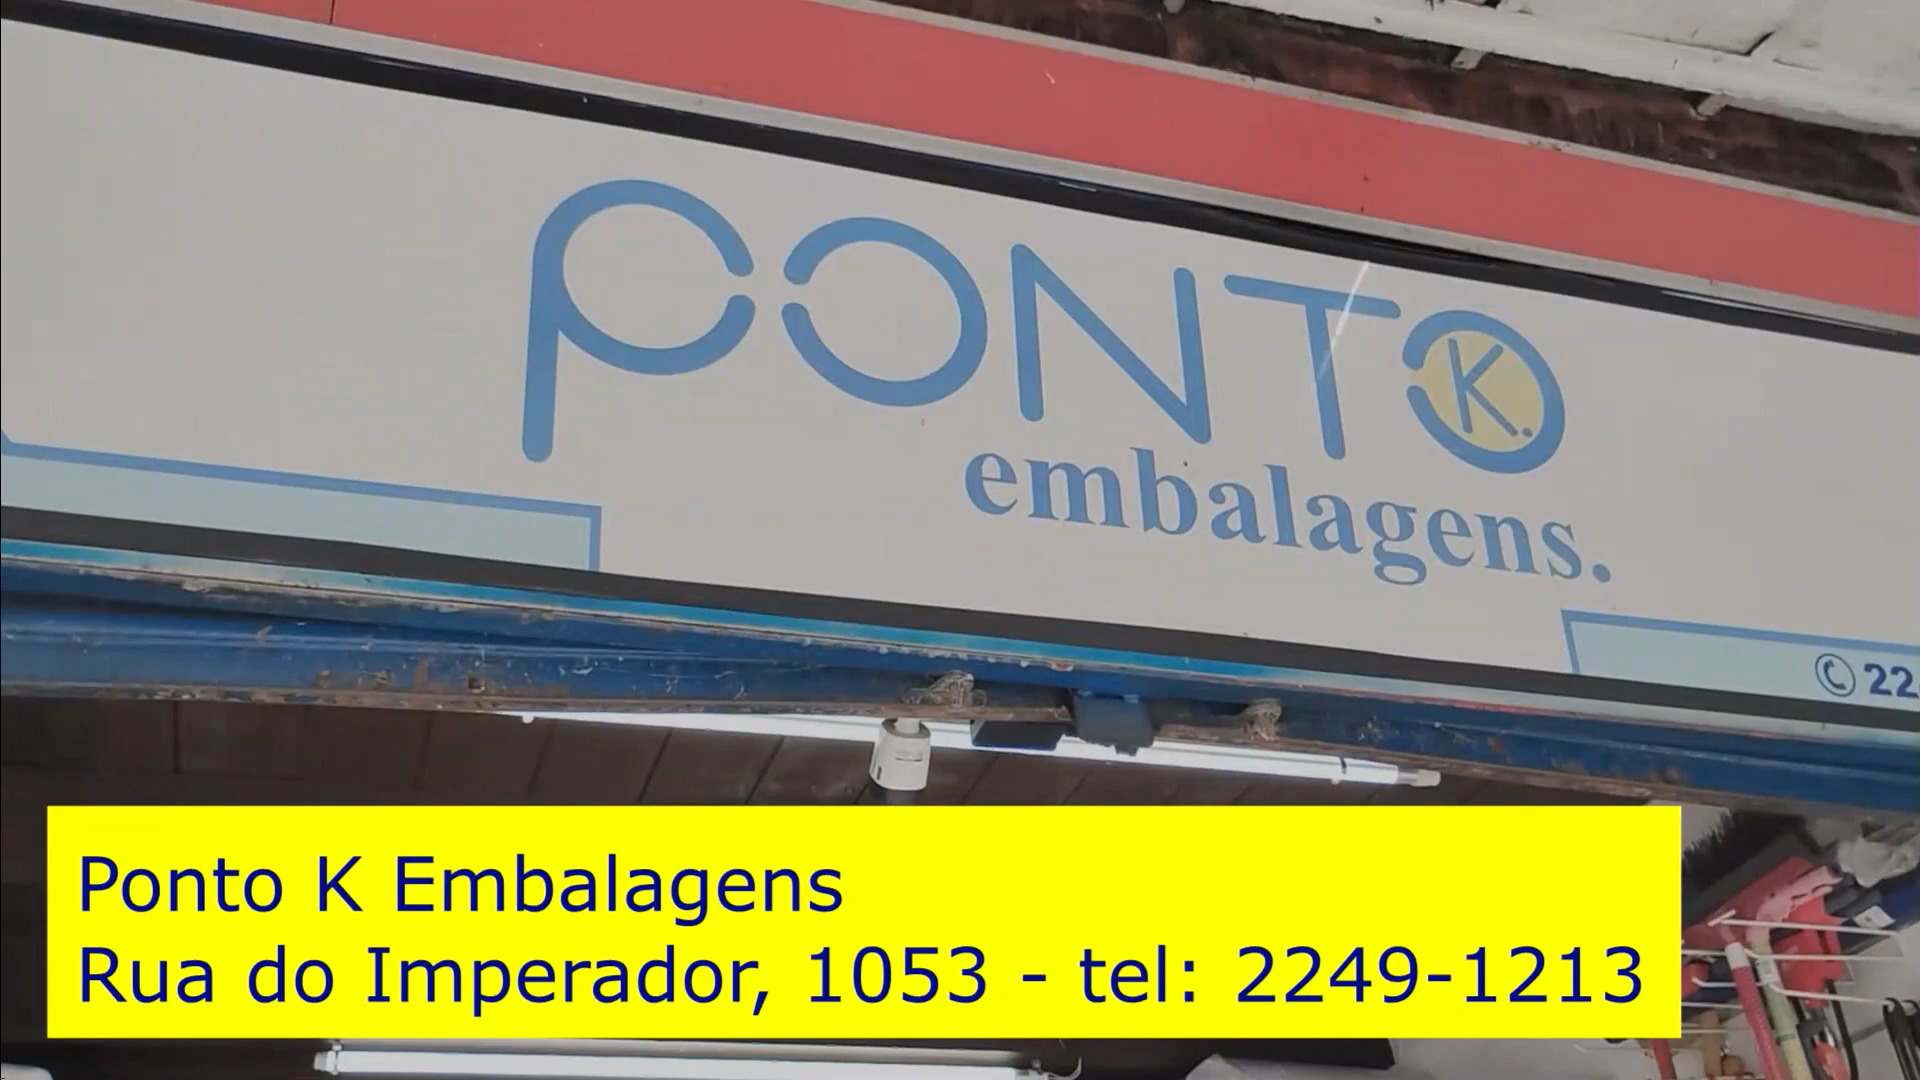 PONTO K.
embalagens.
22
Ponto K Embalagens
Rua do Imperador, 1053 - tel: 2249-1213